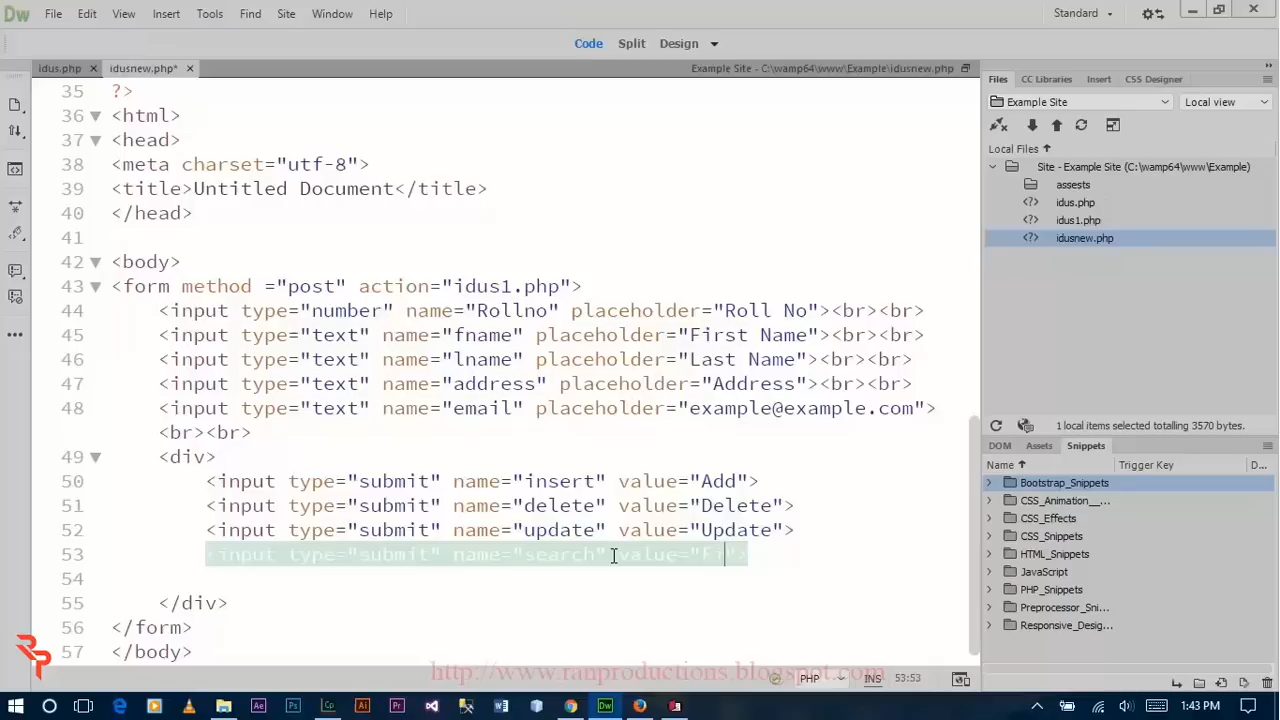 Dw File Edit View Insert Tools Find Site Window Help Standard
Code Split Design
idus.php idusnew.php* Example Site - C:\wamp64\www\Example\idusnew.php
35 ?>
36 <html>
37 <head>
38 <meta charset="utf-8">
39 <title>Untitled Document</title>
40 </head>
41
42 <body>
43 <form method ="post" action="idus1.php">
44 <input type="number" name="Rollno" placeholder="Roll No"><br><br>
45 <input type="text" name="fname" placeholder="First Name"><br><br>
46 <input type="text" name="lname" placeholder="Last Name"><br><br>
47 <input type="text" name="address" placeholder="Address"><br><br>
48 <input type="text" name="email" placeholder="example@example.com">
<br><br>
49 <div>
50 <input type="submit" name="insert" value="Add">
51 <input type="submit" name="delete" value="Delete">
52 <input type="submit" name="update" value="Update">
53 <input type="submit" name="search" value="Fi">
54
55 </div>
56 </form>
57 </body>
http://www.ranproductions.blogspot.com
PHP INS 53:53
Files CC Libraries Insert CSS Designer
Example Site Local view
Local Files
Site - Example Site (C:\wamp64\www\Example)
assests
idus.php
idus1.php
idusnew.php
1 local items selected totalling 3570 bytes.
DOM Assets Snippets
Name Trigger Key D...
Bootstrap_Snippets
CSS_Animation__...
CSS_Effects
CSS_Snippets
HTML_Snippets
JavaScript
PHP_Snippets
Preprocessor_Sni...
Responsive_Desig...
RP
Ae Ps Cp Ai Pr Dw 1:43 PM